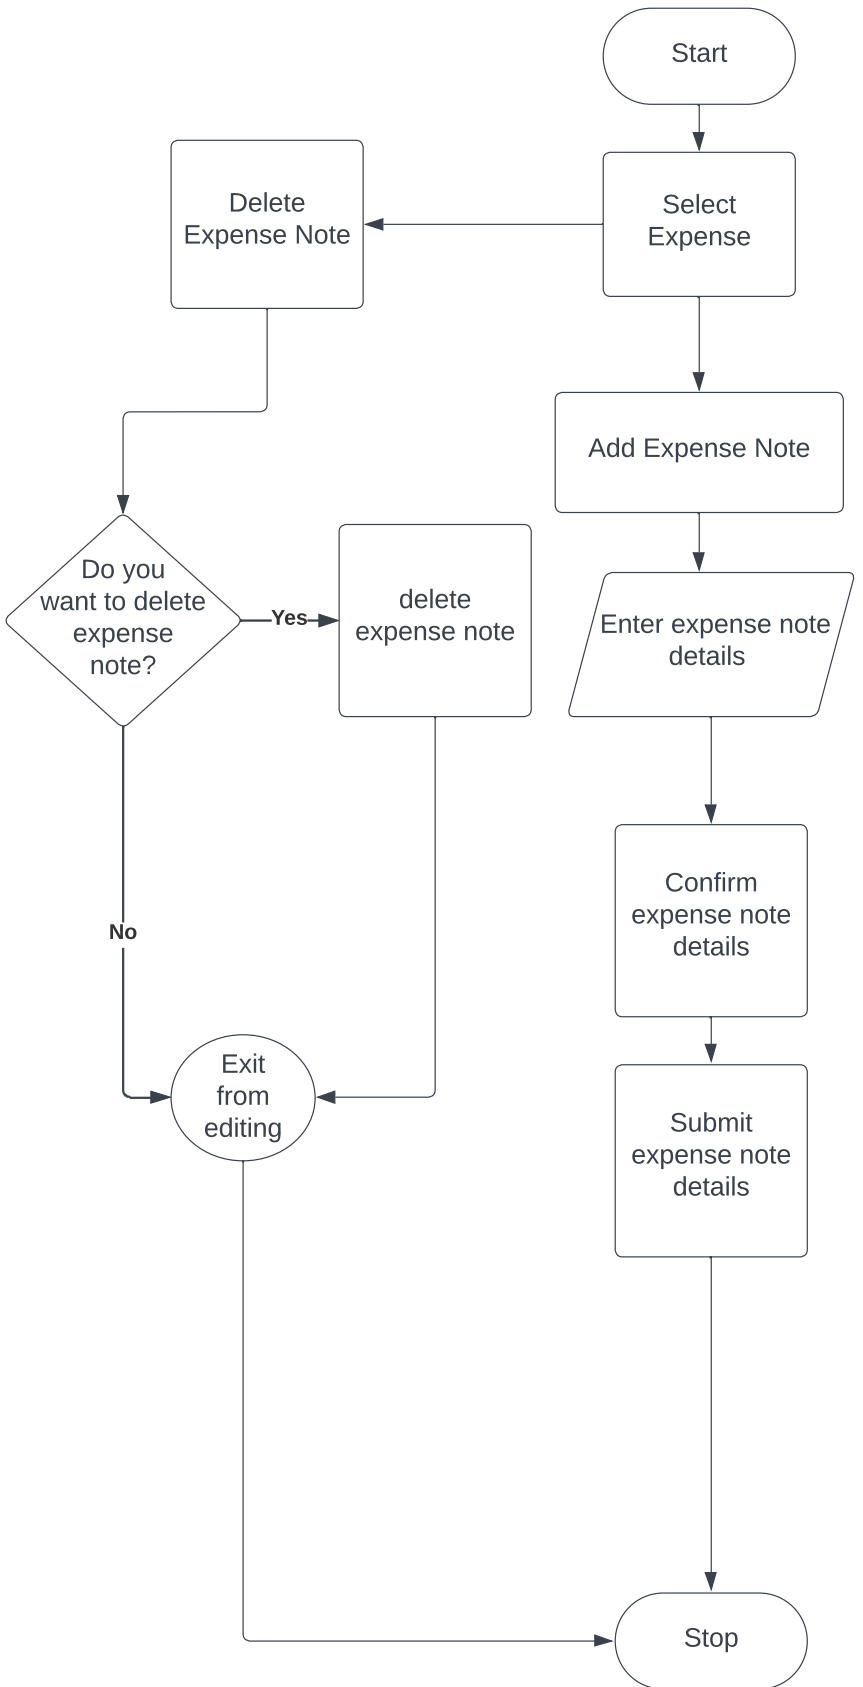 Start
Select
Expense
Delete
Expense Note
Add Expense Note
Do you
want to delete
expense
note?
Yes
delete
expense note
Enter expense note
details
Confirm
expense note
details
No
Exit
from
editing
Submit
expense note
details
Stop